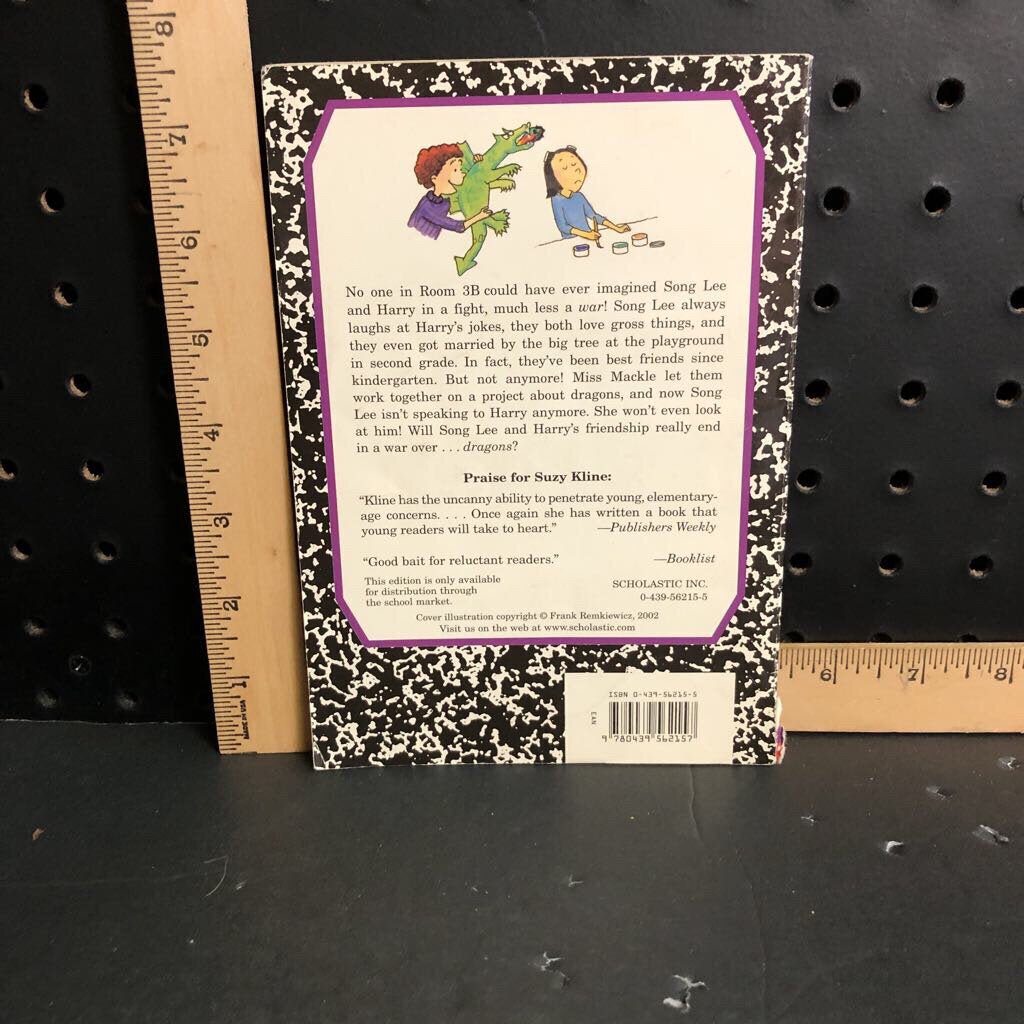 No one in Room 3B could have ever imagined Song Lee
and Harry in a fight, much less a war! Song Lee always
laughs at Harry's jokes, they both love gross things, and
they even got married by the big tree at the playground
in second grade. In fact, they've been best friends since
kindergarten. But not anymore! Miss Mackle let them
work together on a project about dragons, and now Song
Lee isn't speaking to Harry anymore. She won't even look
at him! Will Song Lee and Harry's friendship really end
in a war over . . . dragons?
Praise for Suzy Kline:
“Kline has the uncanny ability to penetrate young, elementary-
age concerns. . . . Once again she has written a book that
young readers will take to heart.” —Publishers Weekly
“Good bait for reluctant readers.” —Booklist
This edition is only available
for distribution through
the school market.
SCHOLASTIC INC.
0-439-56215-5
Cover illustration copyright © Frank Remkiewicz, 2002
Visit us on the web at www.scholastic.com
ISBN 0-439-56215-5
EAN
9 780439 562157
8
7
6
5
4
3
2
1
MADE IN USA
6 7 8